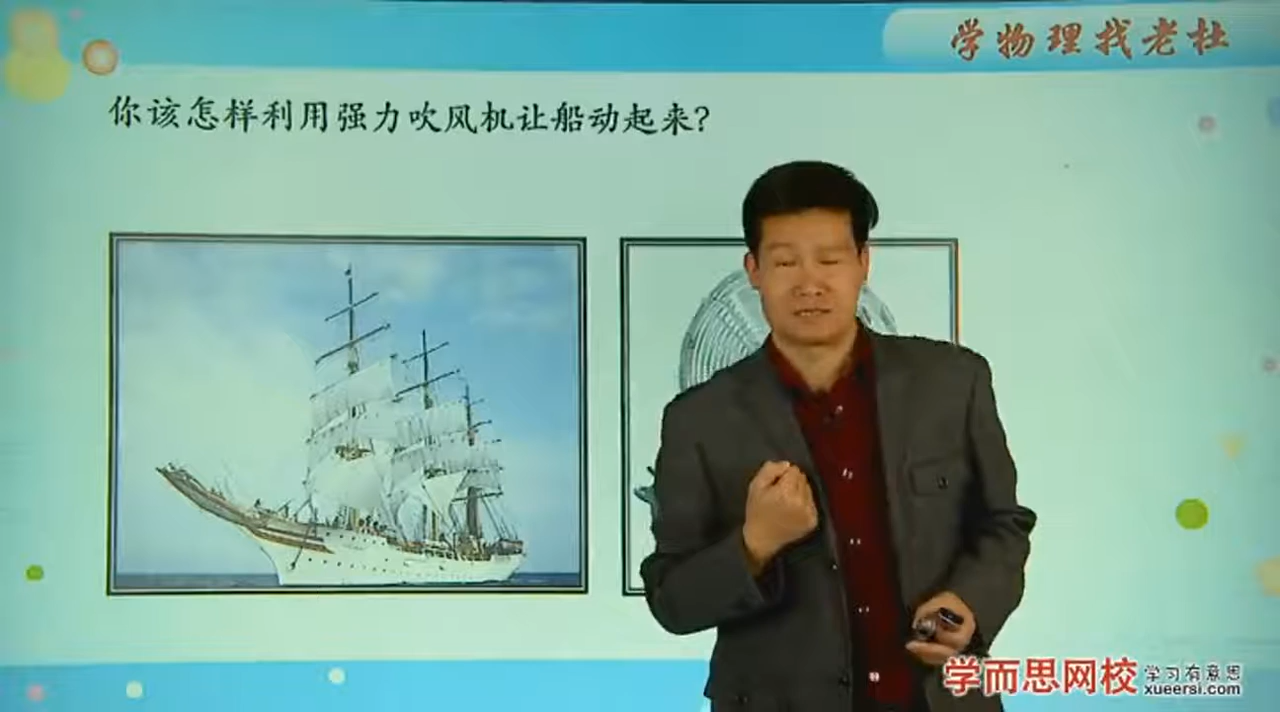 学物理找老杜
你该怎样利用强力吹风机让船动起来?
学而思网校
学习有意思
xueersi.com